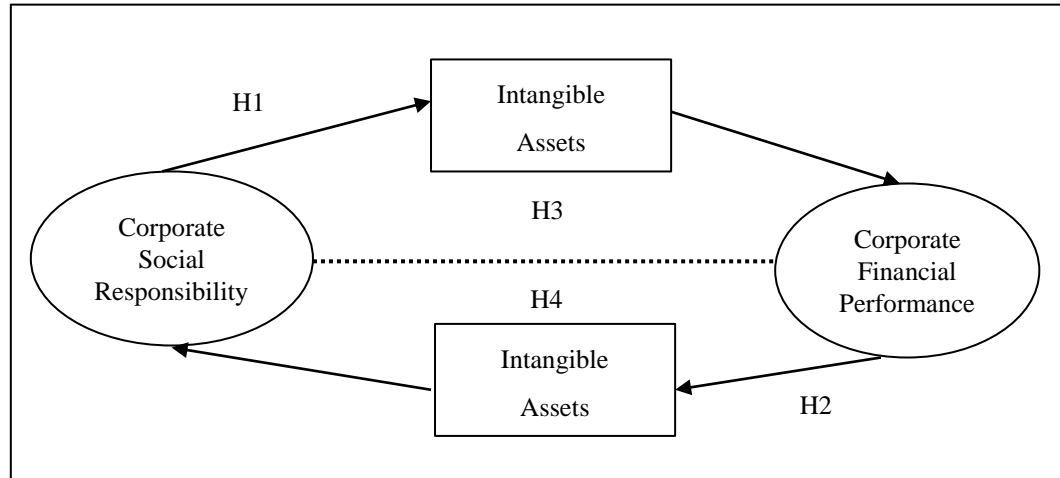 H1
Intangible
Assets
H3
Corporate
Social
Responsibility
Corporate
Financial
Performance
H4
Intangible
Assets
H2